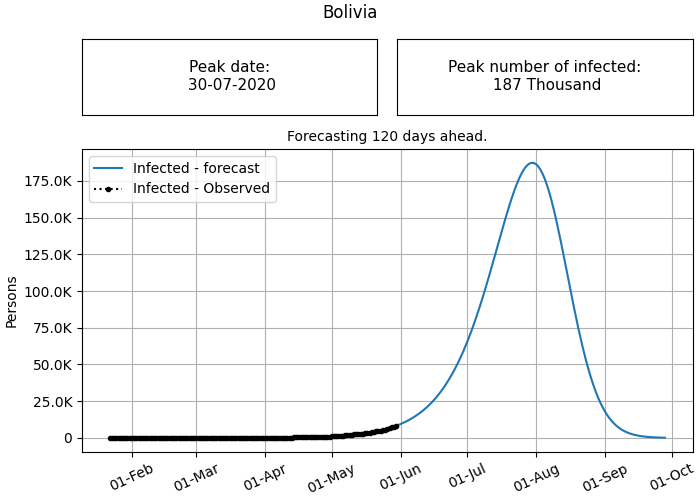 Bolivia
Peak date:
30-07-2020
Peak number of infected:
187 Thousand
Forecasting 120 days ahead.
Infected - forecast
Infected - Observed
Persons
175.0K
150.0K
125.0K
100.0K
75.0K
50.0K
25.0K
0
01-Feb
01-Mar
01-Apr
01-May
01-Jun
01-Jul
01-Aug
01-Sep
01-Oct